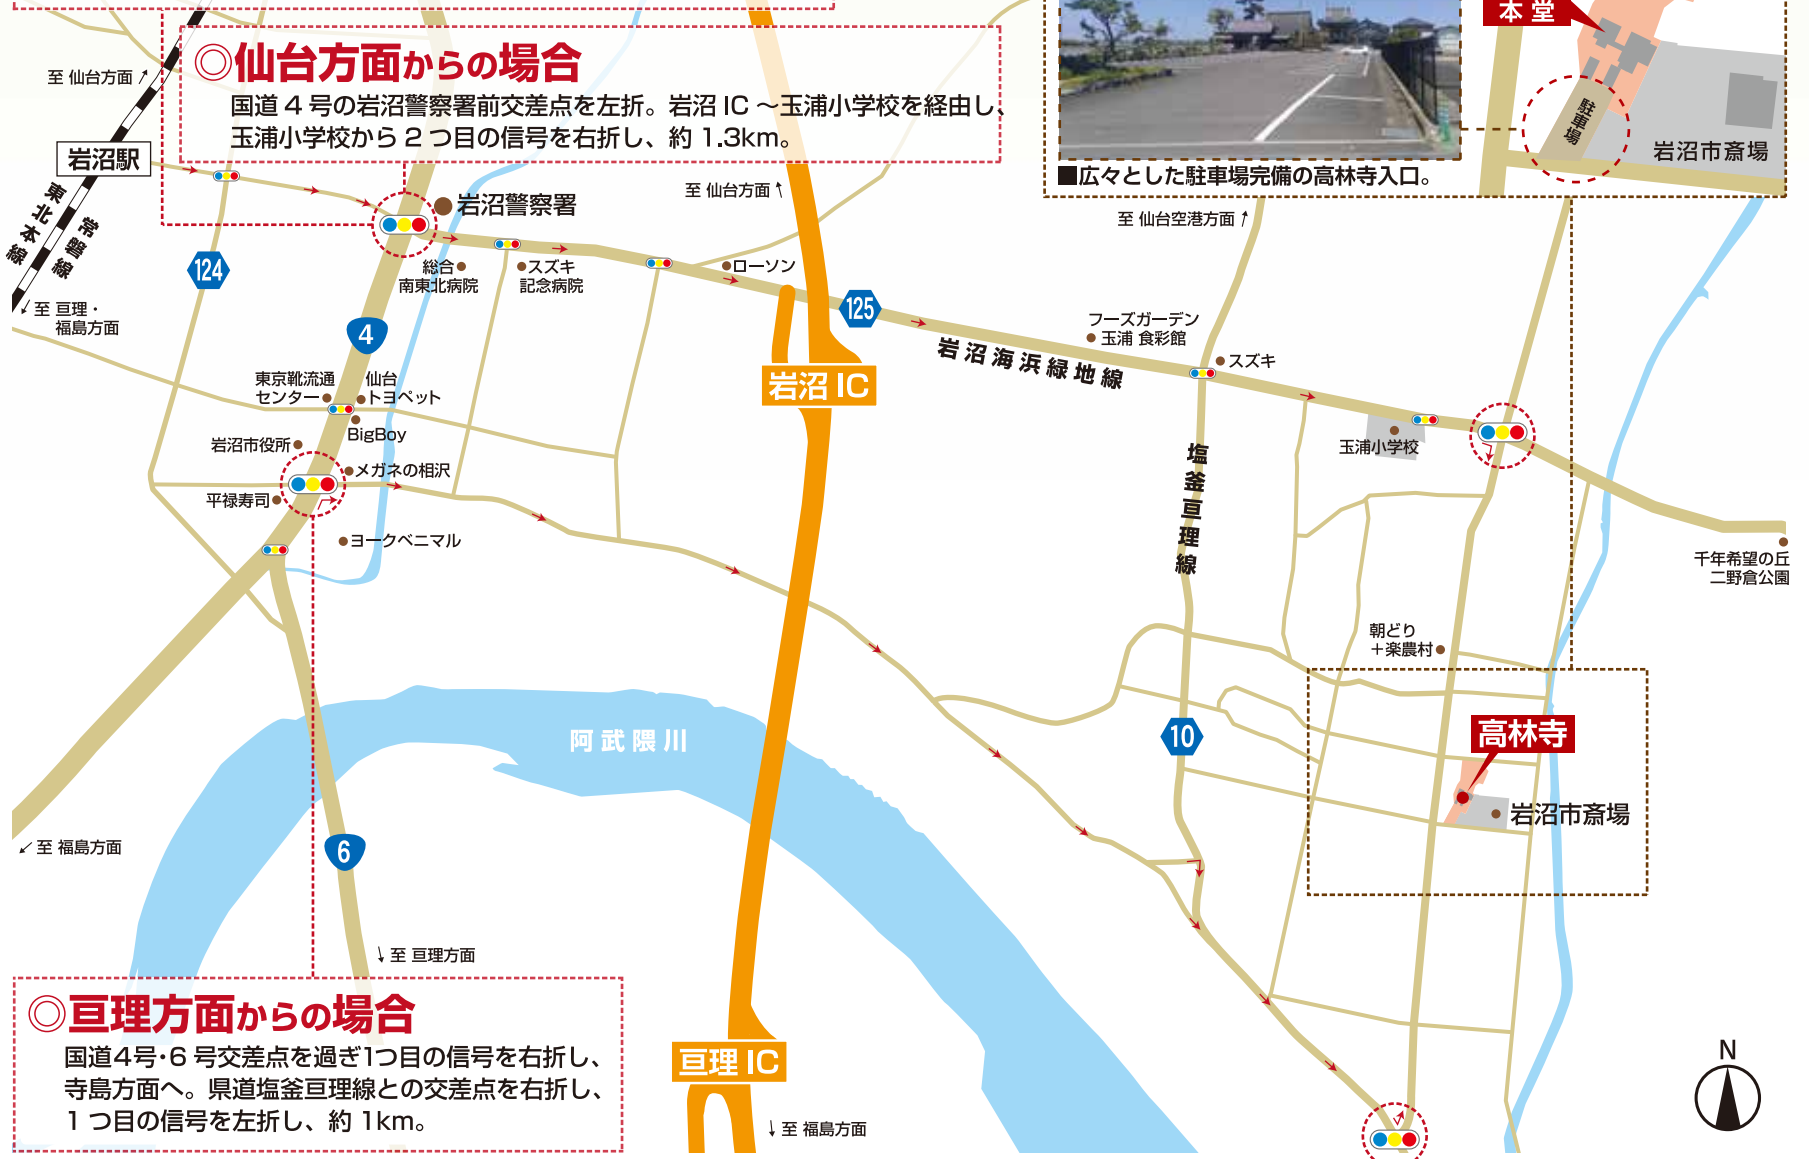 ◎仙台方面からの場合
国道4号の岩沼警察署前交差点を左折。岩沼IC～玉浦小学校を経由し、
玉浦小学校から2つ目の信号を右折し、約1.3km。
本堂
駐車場
岩沼市斎場
■広々とした駐車場完備の高林寺入口。
至 仙台方面
岩沼駅
東北本線
常磐線
至 亘理・
福島方面
124
岩沼警察署
総合
南東北病院
スズキ
記念病院
ローソン
至 仙台方面
至 仙台空港方面
125
4
フーズガーデン
玉浦 食彩館
岩沼海浜緑地線
スズキ
岩沼IC
東京靴流通
センター
仙台
トヨペット
BigBoy
岩沼市役所
メガネの相沢
平禄寿司
ヨークベニマル
玉浦小学校
塩釜亘理線
千年希望の丘
二野倉公園
朝どり
＋楽農村
10
高林寺
岩沼市斎場
阿武隈川
至 福島方面
6
至 亘理方面
◎亘理方面からの場合
国道4号・6号交差点を過ぎ1つ目の信号を右折し、
寺島方面へ。県道塩釜亘理線との交差点を右折し、
1つ目の信号を左折し、約1km。
亘理IC
至 福島方面
N